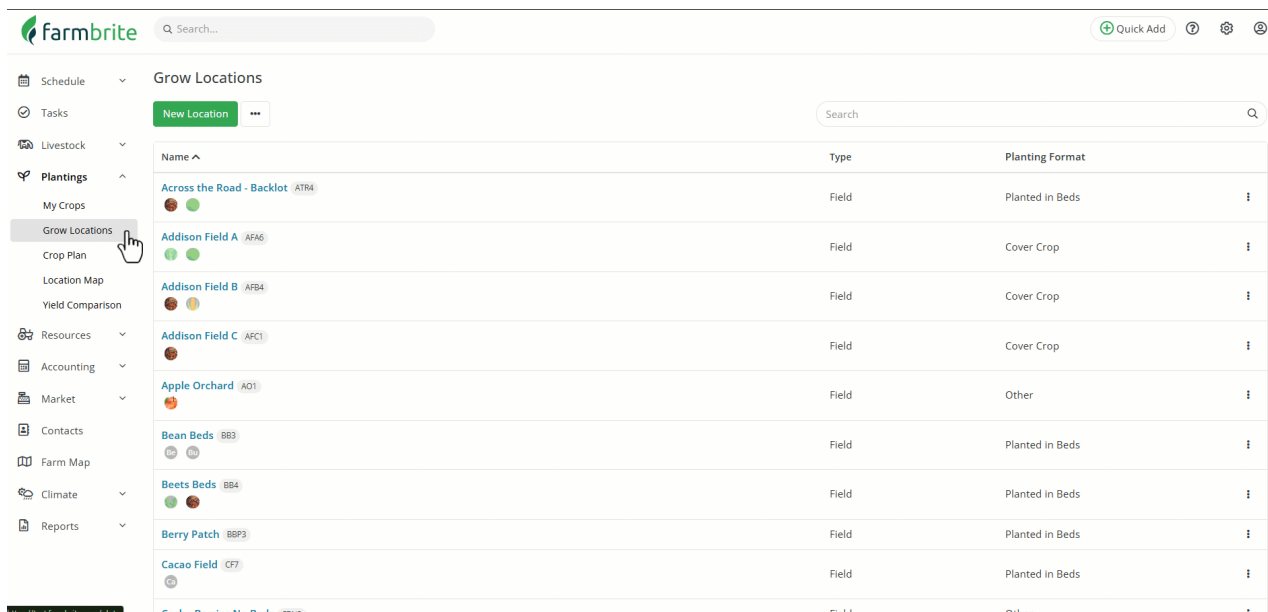 farmbrite
Search...
Quick Add
Schedule
Tasks
Livestock
Plantings
My Crops
Grow Locations
Crop Plan
Location Map
Yield Comparison
Resources
Accounting
Market
Contacts
Farm Map
Climate
Reports
Grow Locations
New Location
Search
Name Type Planting Format
Across the Road - Backlot ATR4 Field Planted in Beds
Addison Field A AFA6 Field Cover Crop
Addison Field B AFB4 Field Cover Crop
Addison Field C AFC1 Field Cover Crop
Apple Orchard AO1 Field Other
Bean Beds BB3 Field Planted in Beds
Be Bu
Beets Beds BB4 Field Planted in Beds
Berry Patch BBP3 Field Planted in Beds
Cacao Field CF7 Field Planted in Beds
Ca